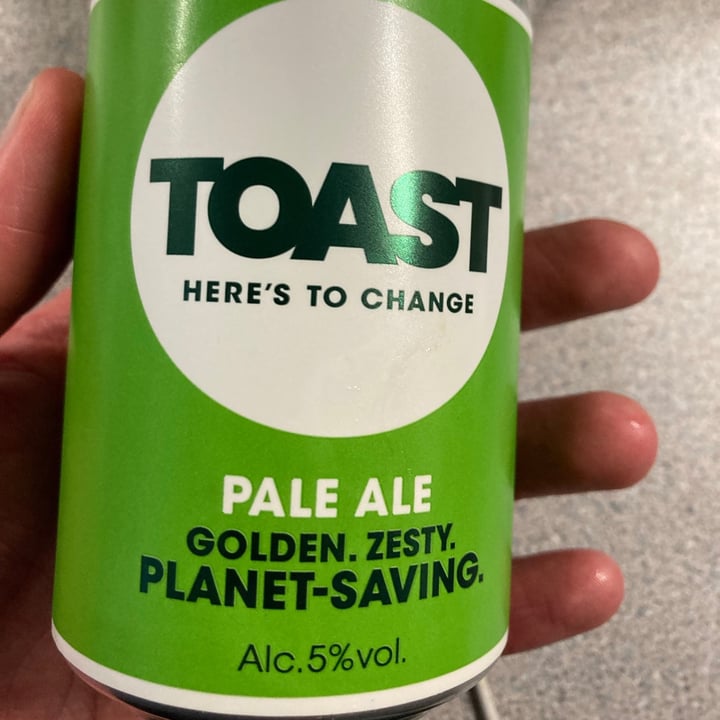 TOAST
HERE'S TO CHANGE
PALE ALE
GOLDEN. ZESTY.
PLANET-SAVING.
Alc.5%vol.